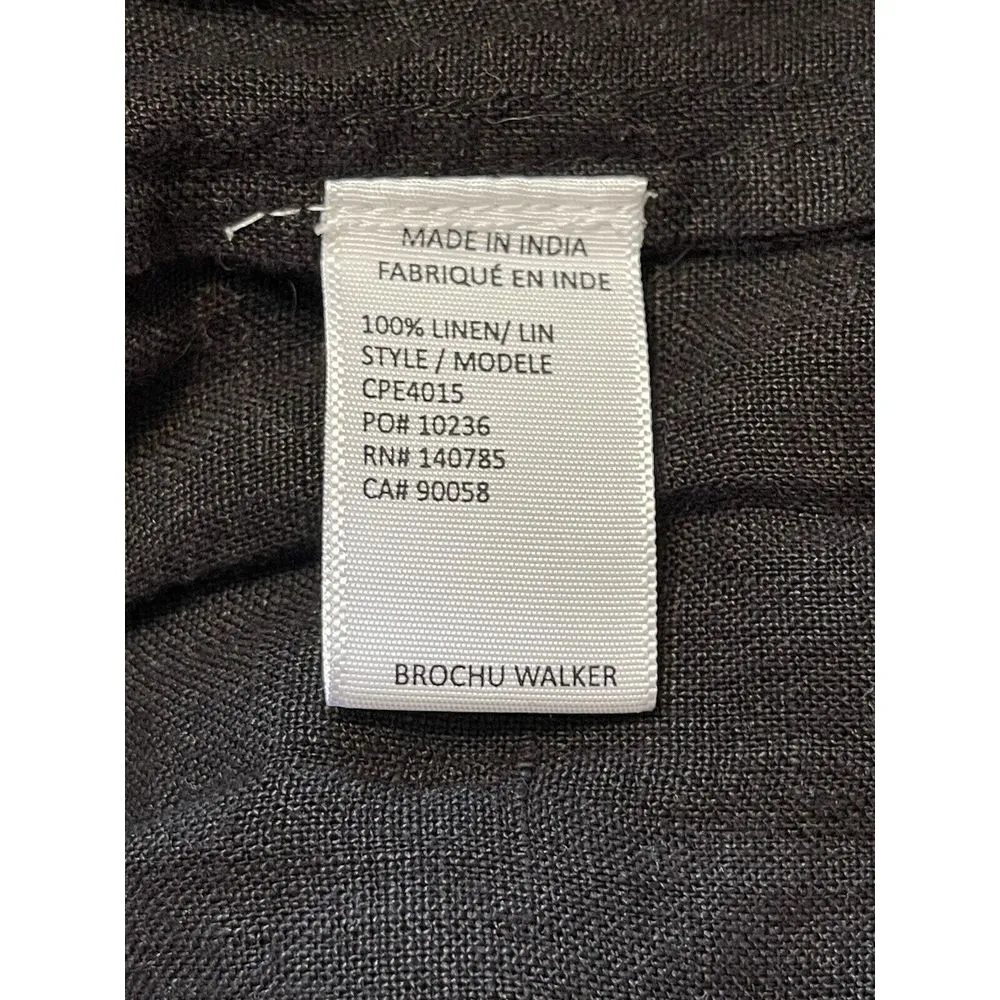 MADE IN INDIA
FABRIQUÉ EN INDE
100% LINEN/ LIN
STYLE / MODELE
CPE4015
PO# 10236
RN# 140785
CA# 90058
BROCHU WALKER